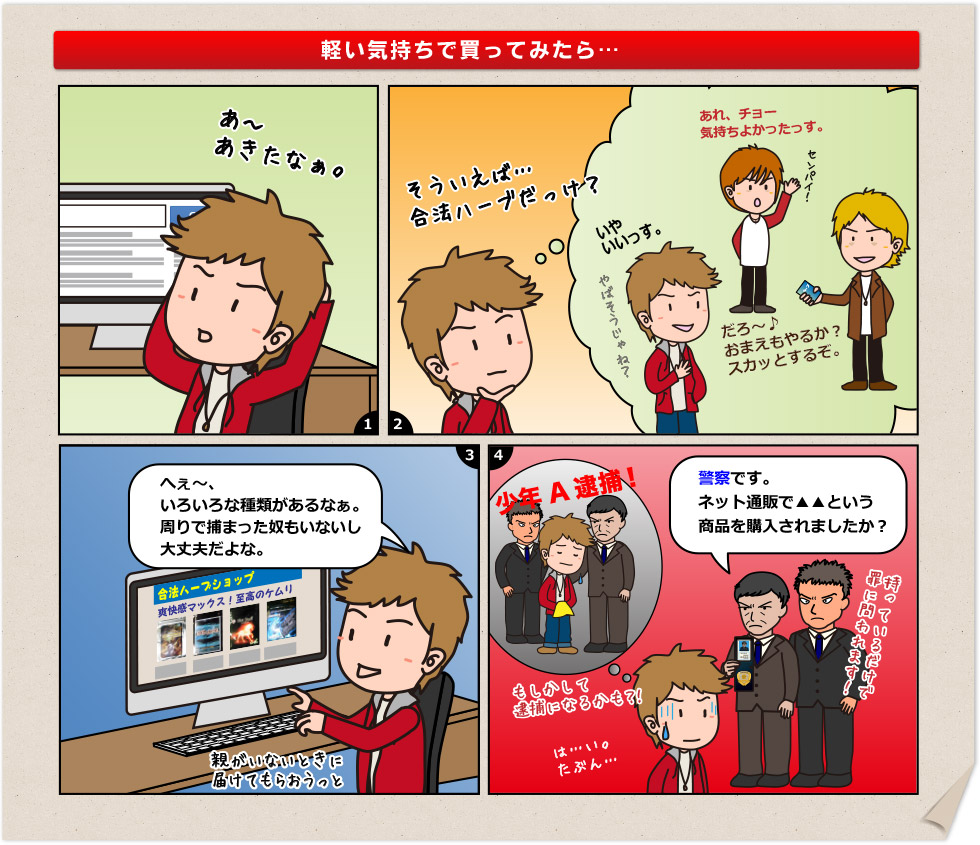 軽い気持ちで買ってみたら…
あ～
あきたなぁ。
1
そういえば…
合法ハーブだっけ？
あれ、チョー
気持ちよかったっす。
センパイ！
いや
いいっす。
やばそうじゃね？
だろ～♪
おまえもやるか？
スカッとするぞ。
2
へぇ～、
いろいろな種類があるなぁ。
周りで捕まった奴もいないし
大丈夫だよな。
合法ハーブショップ
爽快感マックス！至高のケムリ
親がいないときに
届けてもらおうっと
3
4
少年A逮捕！
警察です。
ネット通販で▲▲という
商品を購入されましたか？
持っているだけで
罪に問われます！
もしかして
逮捕になるかも？！
は…い。
たぶん…